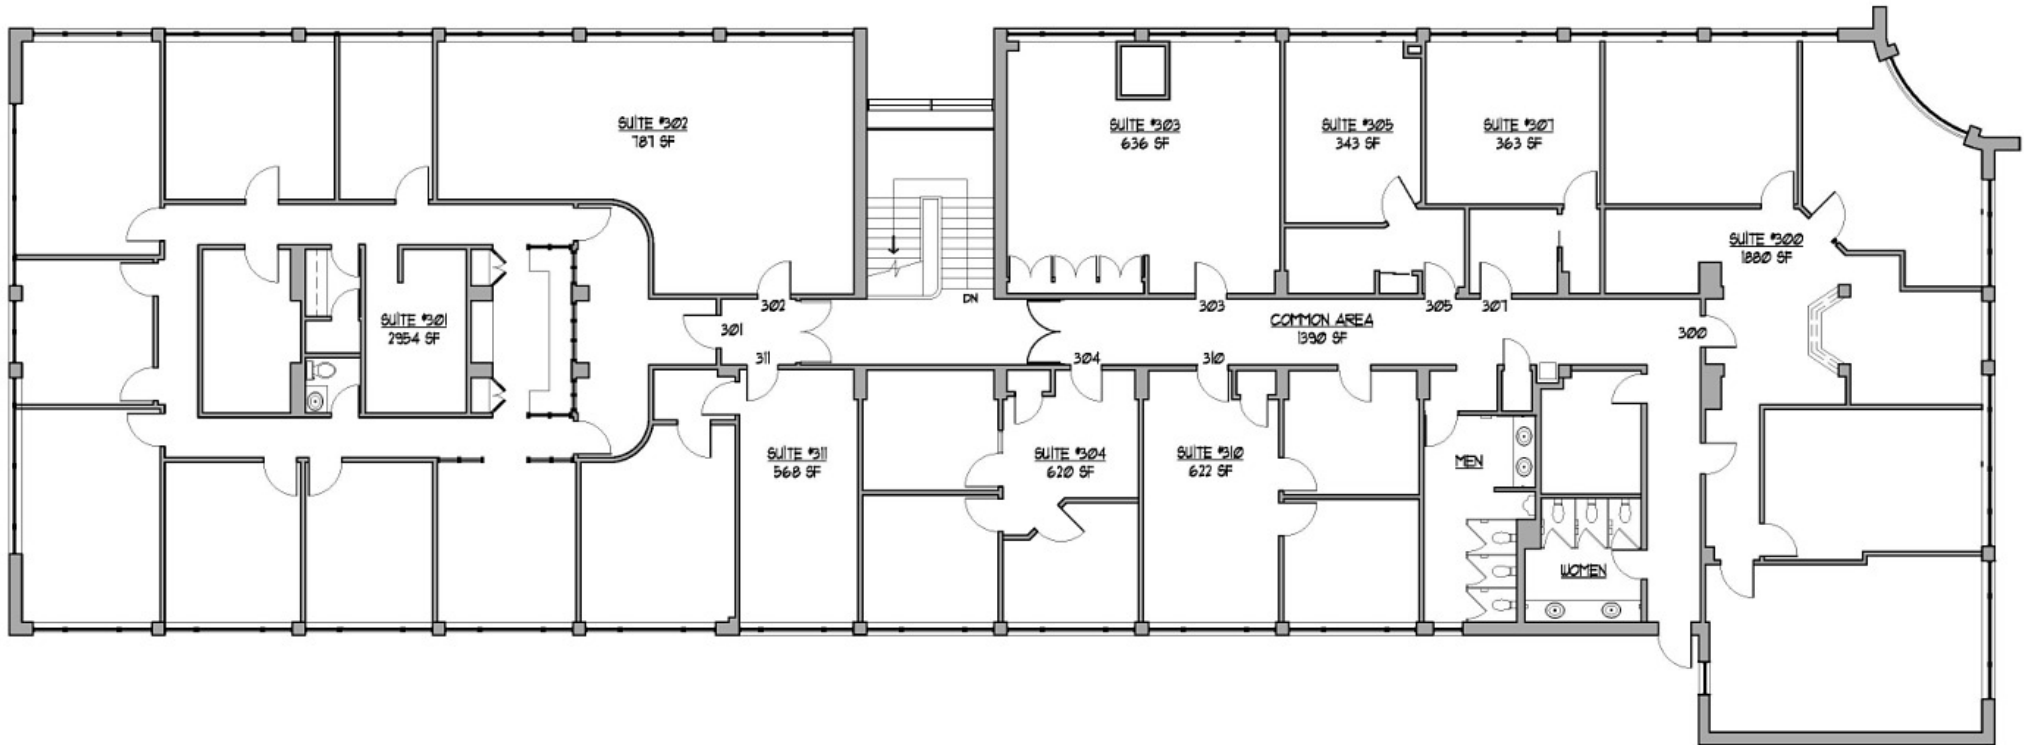 SUITE #302
787 SF
SUITE #303
636 SF
SUITE #305
343 SF
SUITE #307
363 SF
SUITE #300
1880 SF
DN
SUITE #301
2954 SF
302
301
311
303
305
307
COMMON AREA
1390 SF
300
304
310
SUITE #311
568 SF
SUITE #304
620 SF
SUITE #310
622 SF
MEN
WOMEN